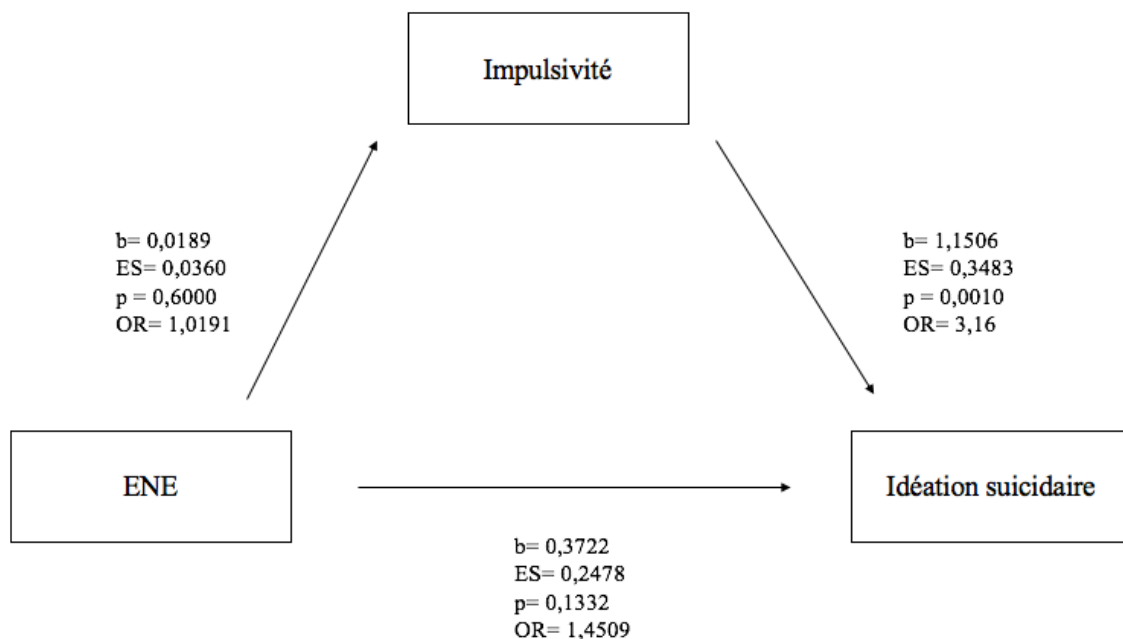 Impulsivité
b= 0,0189
ES= 0,0360
p = 0,6000
OR= 1,0191
b= 1,1506
ES= 0,3483
p = 0,0010
OR= 3,16
ENE
Idéation suicidaire
b= 0,3722
ES= 0,2478
p= 0,1332
OR= 1,4509